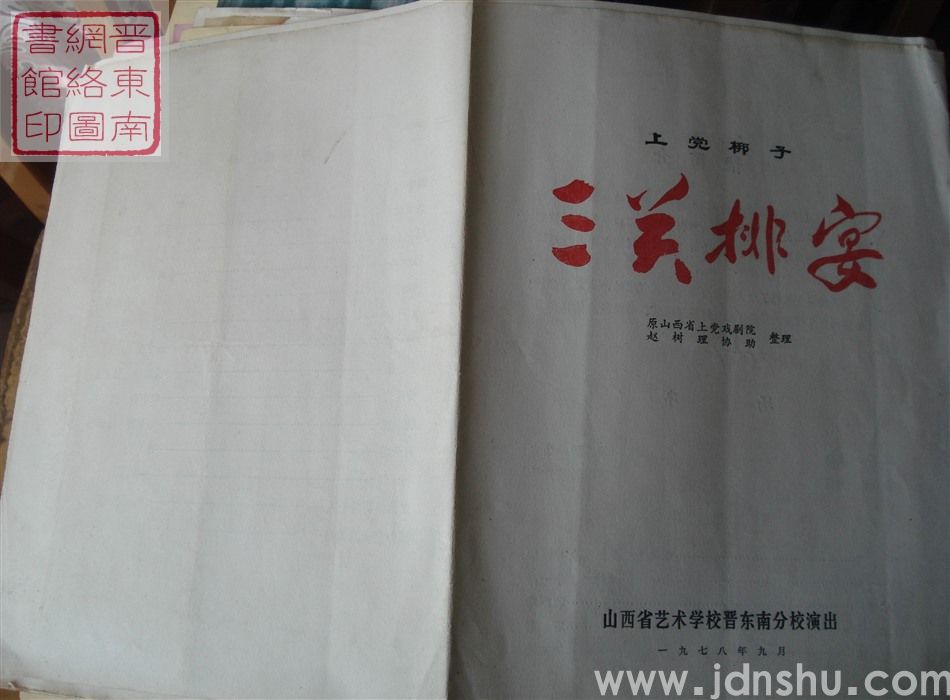 晋東南
網絡圖
書館印
上党梆子
三关排宴
原山西省上党戏剧院
赵树理协助 整理
山西省艺术学校晋东南分校演出
一九七八年九月
www.jdnshu.com